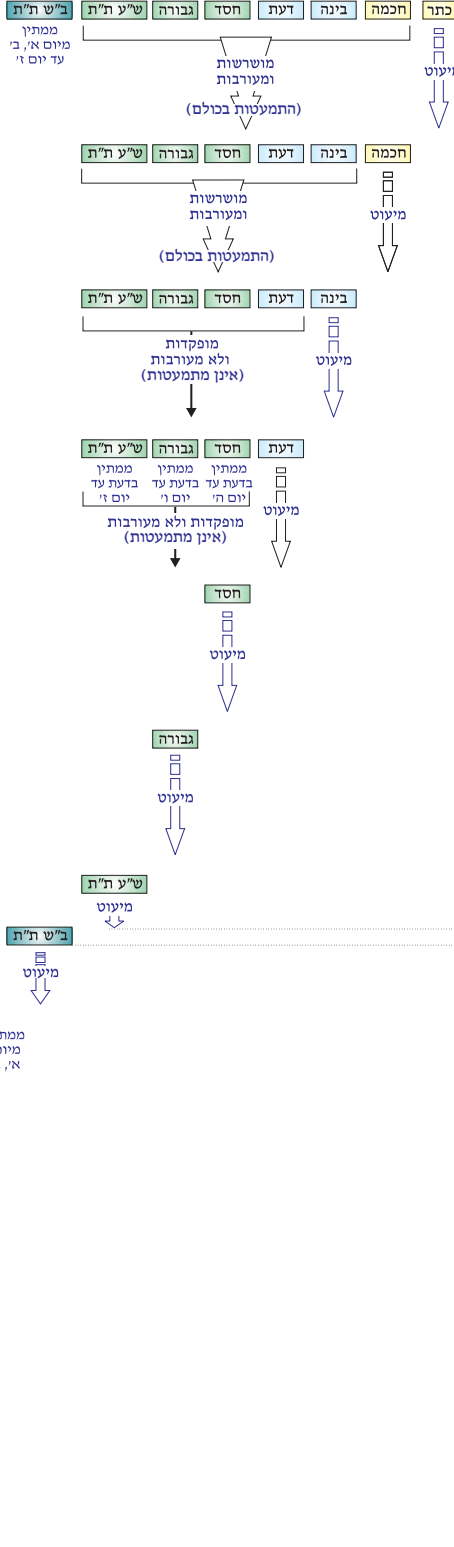 כתר חכמה בינה דעת חסד גבורה ש"ע ת"ת ב"ש ת"ת
ממתין
מיום א', ב'
עד יום ז'
מושרשות
ומעורבות
(התמעטות בכולם)
מיעוט
חכמה בינה דעת חסד גבורה ש"ע ת"ת
מושרשות
ומעורבות
(התמעטות בכולם)
מיעוט
בינה דעת חסד גבורה ש"ע ת"ת
מופקדות
ולא מעורבות
(אינן מתמעטות)
מיעוט
דעת חסד גבורה ש"ע ת"ת
ממתין ממתין ממתין
בדעת עד בדעת עד בדעת עד
יום ה' יום ו' יום ז'
מיעוט
מופקדות ולא מעורבות
(אינן מתמעטות)
חסד
מיעוט
גבורה
מיעוט
ש"ע ת"ת
מיעוט
ב"ש ת"ת
מיעוט
א',